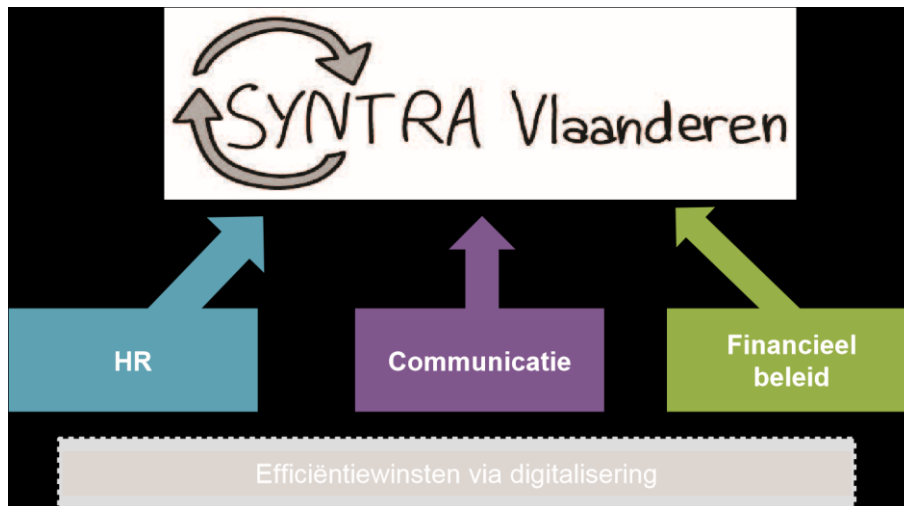 SYNTRA Vlaanderen
HR
Communicatie
Financieel
beleid
Efficiëntiewinsten via digitalisering